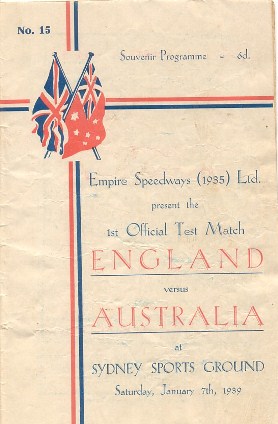 No. 15
Souvenir Programme - 6d.
Empire Speedways (1935) Ltd.
present the
1st Official Test Match
ENGLAND
versus
AUSTRALIA
at
SYDNEY SPORTS GROUND
Saturday, January 7th, 1939